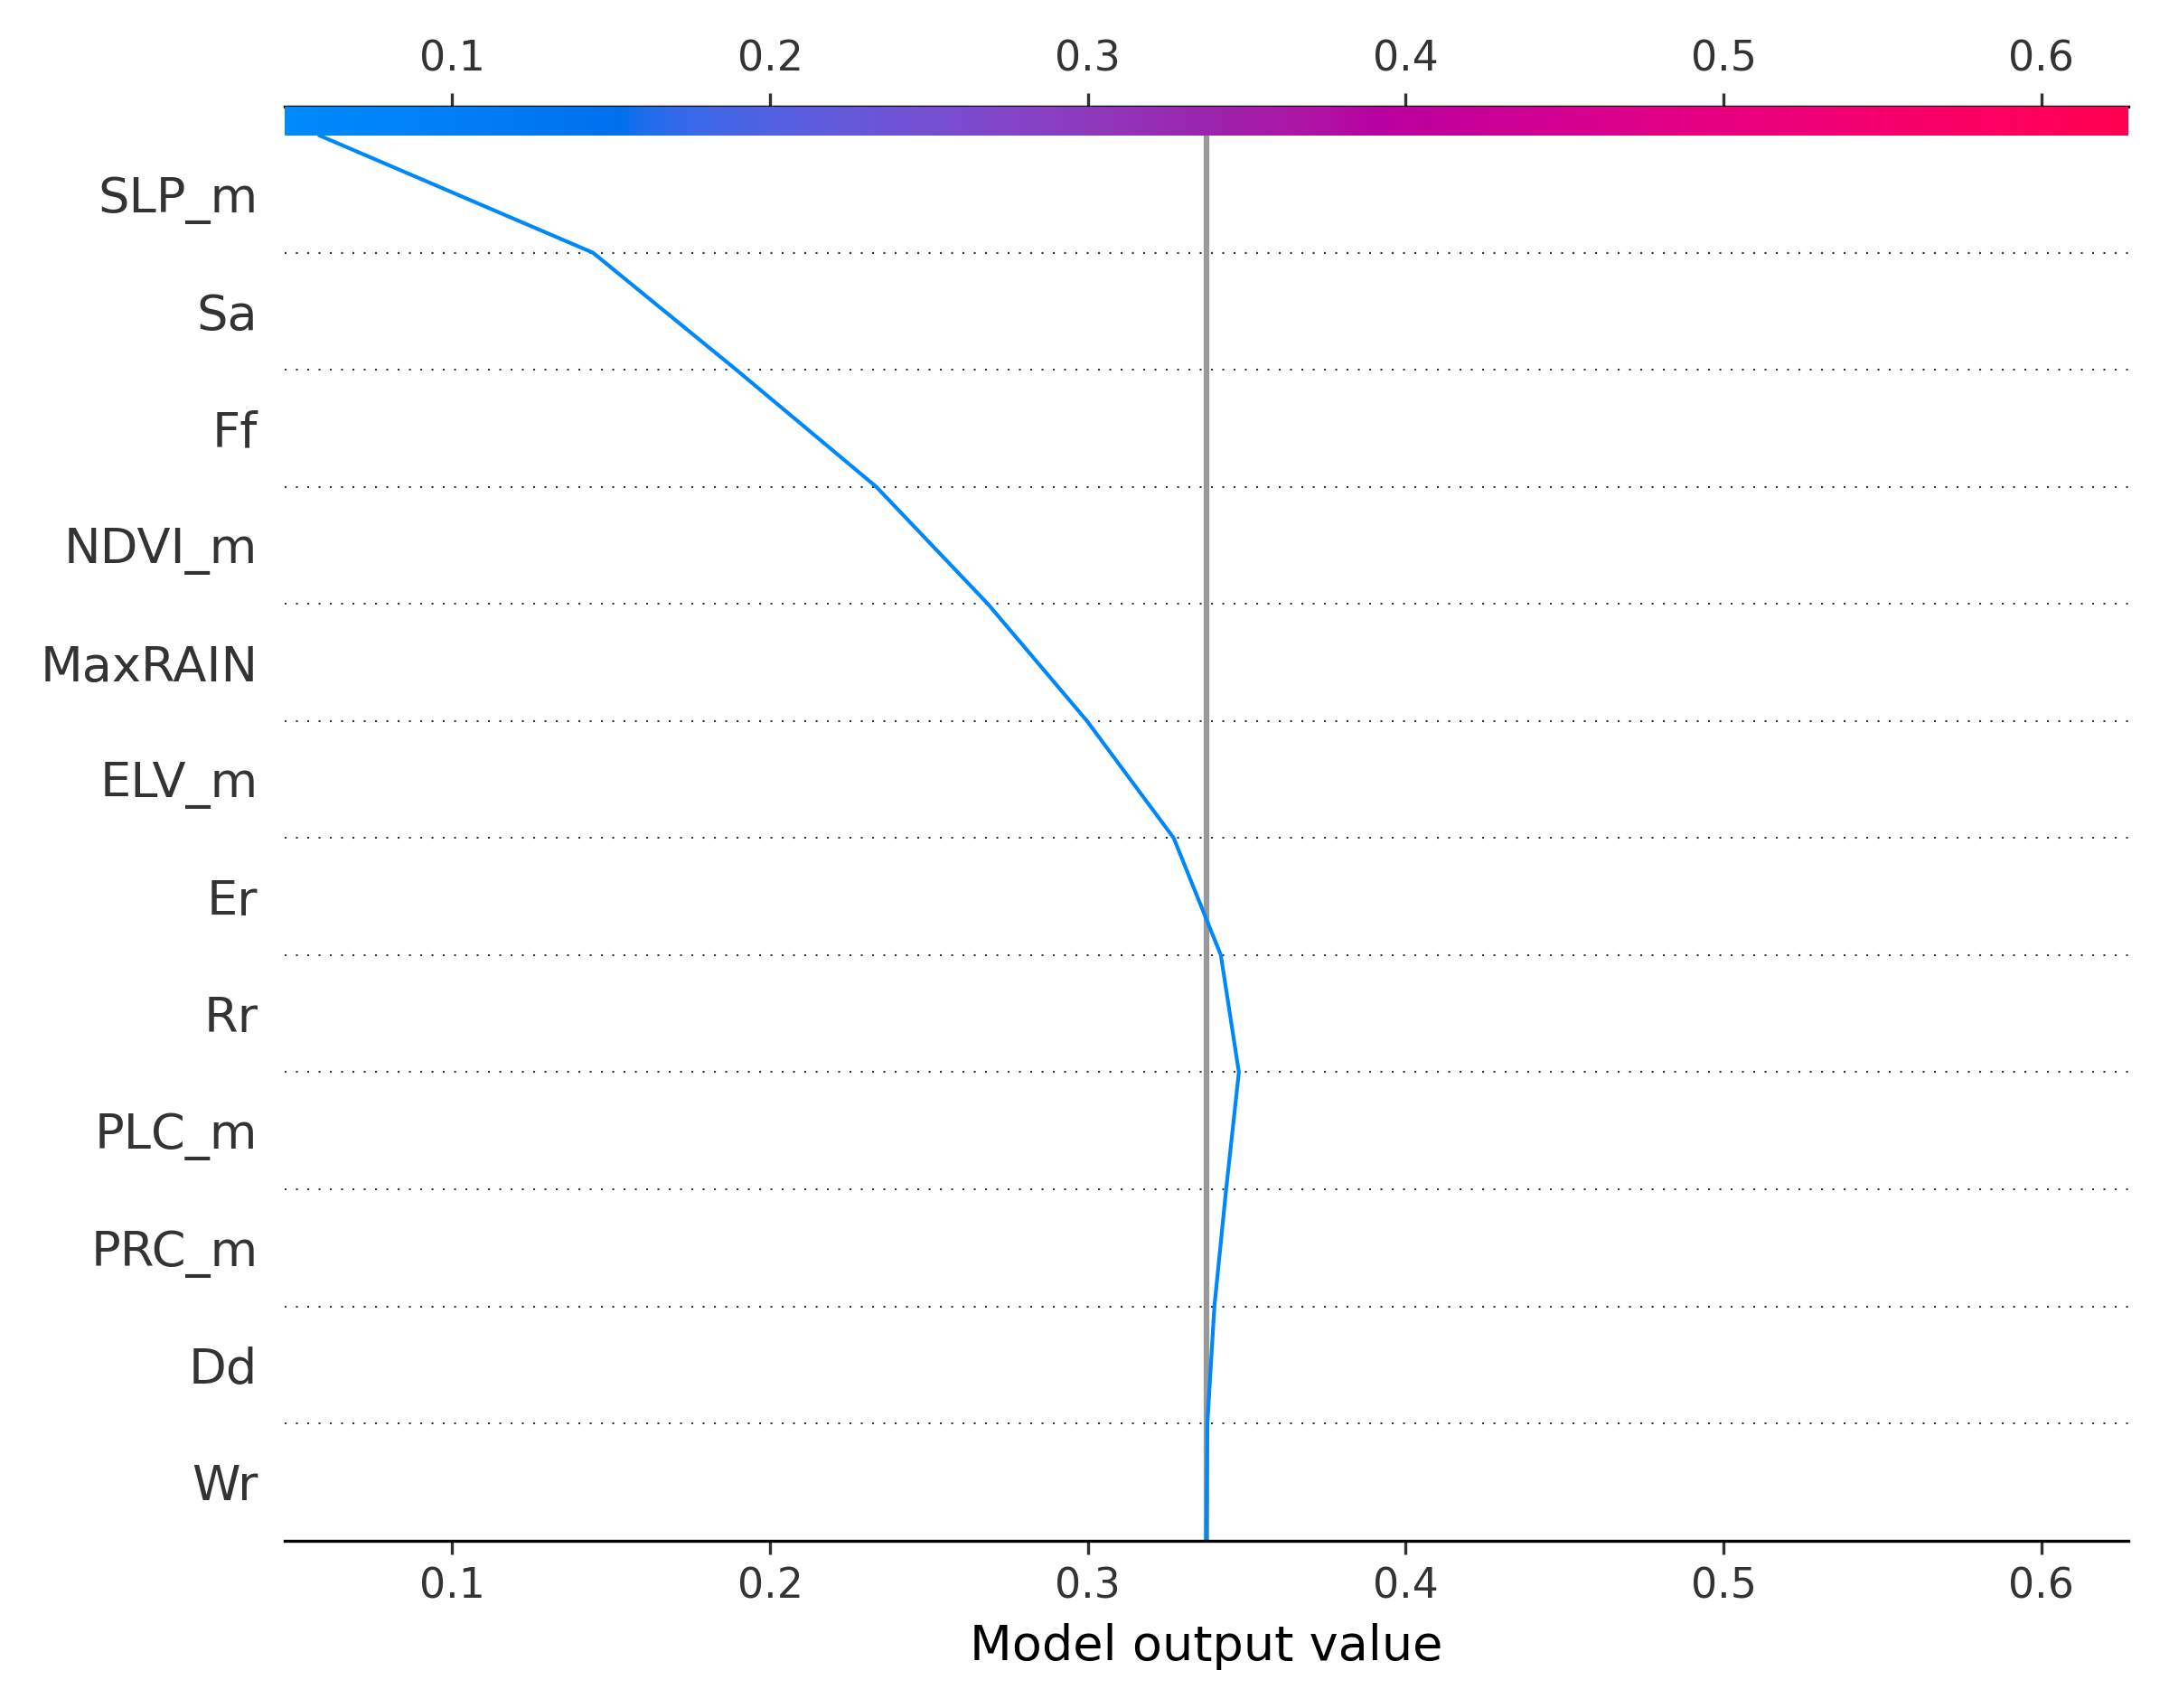 0.1 0.2 0.3 0.4 0.5 0.6
SLP_m
Sa
Ff
NDVI_m
MaxRAIN
ELV_m
Er
Rr
PLC_m
PRC_m
Dd
Wr
0.1 0.2 0.3 0.4 0.5 0.6
Model output value